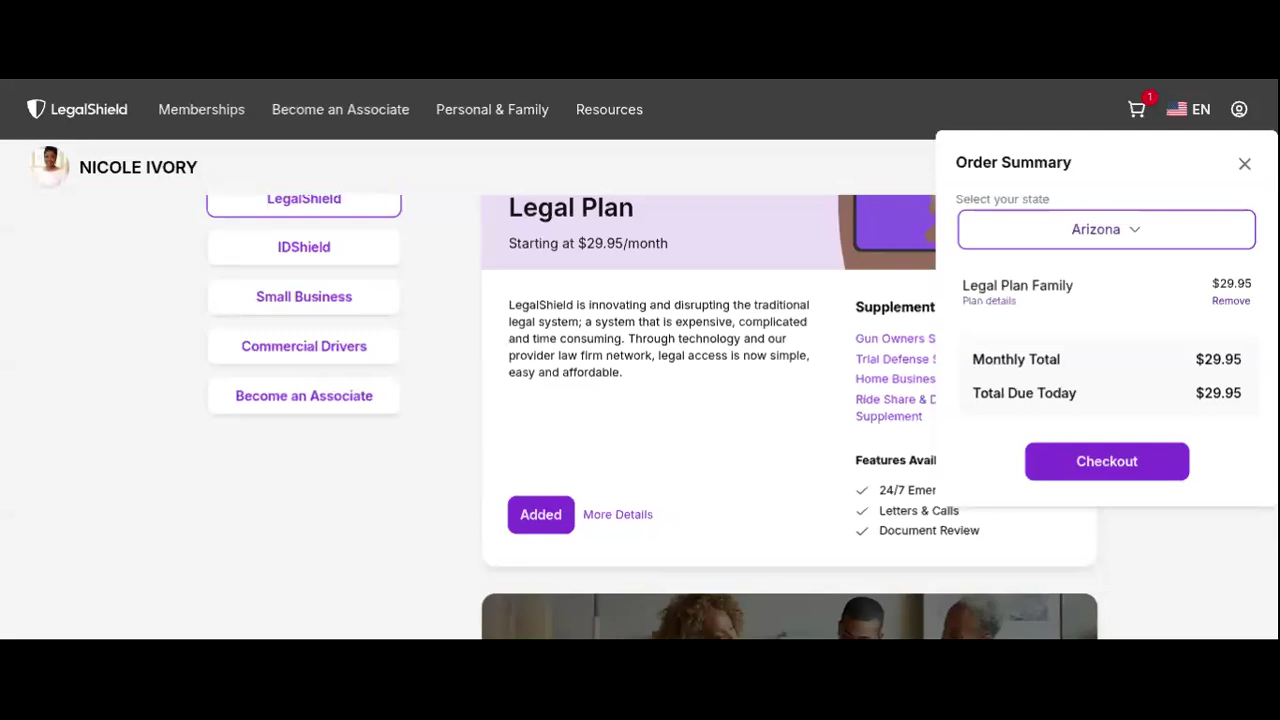 LegalShield
Memberships
Become an Associate
Personal & Family
Resources
1
EN
NICOLE IVORY
LegalShield
IDShield
Small Business
Commercial Drivers
Become an Associate
Legal Plan
Starting at $29.95/month
LegalShield is innovating and disrupting the traditional
legal system; a system that is expensive, complicated
and time consuming. Through technology and our
provider law firm network, legal access is now simple,
easy and affordable.
Added
More Details
Supplement
Gun Owners S
Trial Defense S
Home Busines
Ride Share & D
Supplement
Features Avail
24/7 Emer
Letters & Calls
Document Review
Order Summary
Select your state
Arizona
Legal Plan Family $29.95
Plan details Remove
Monthly Total $29.95
Total Due Today $29.95
Checkout